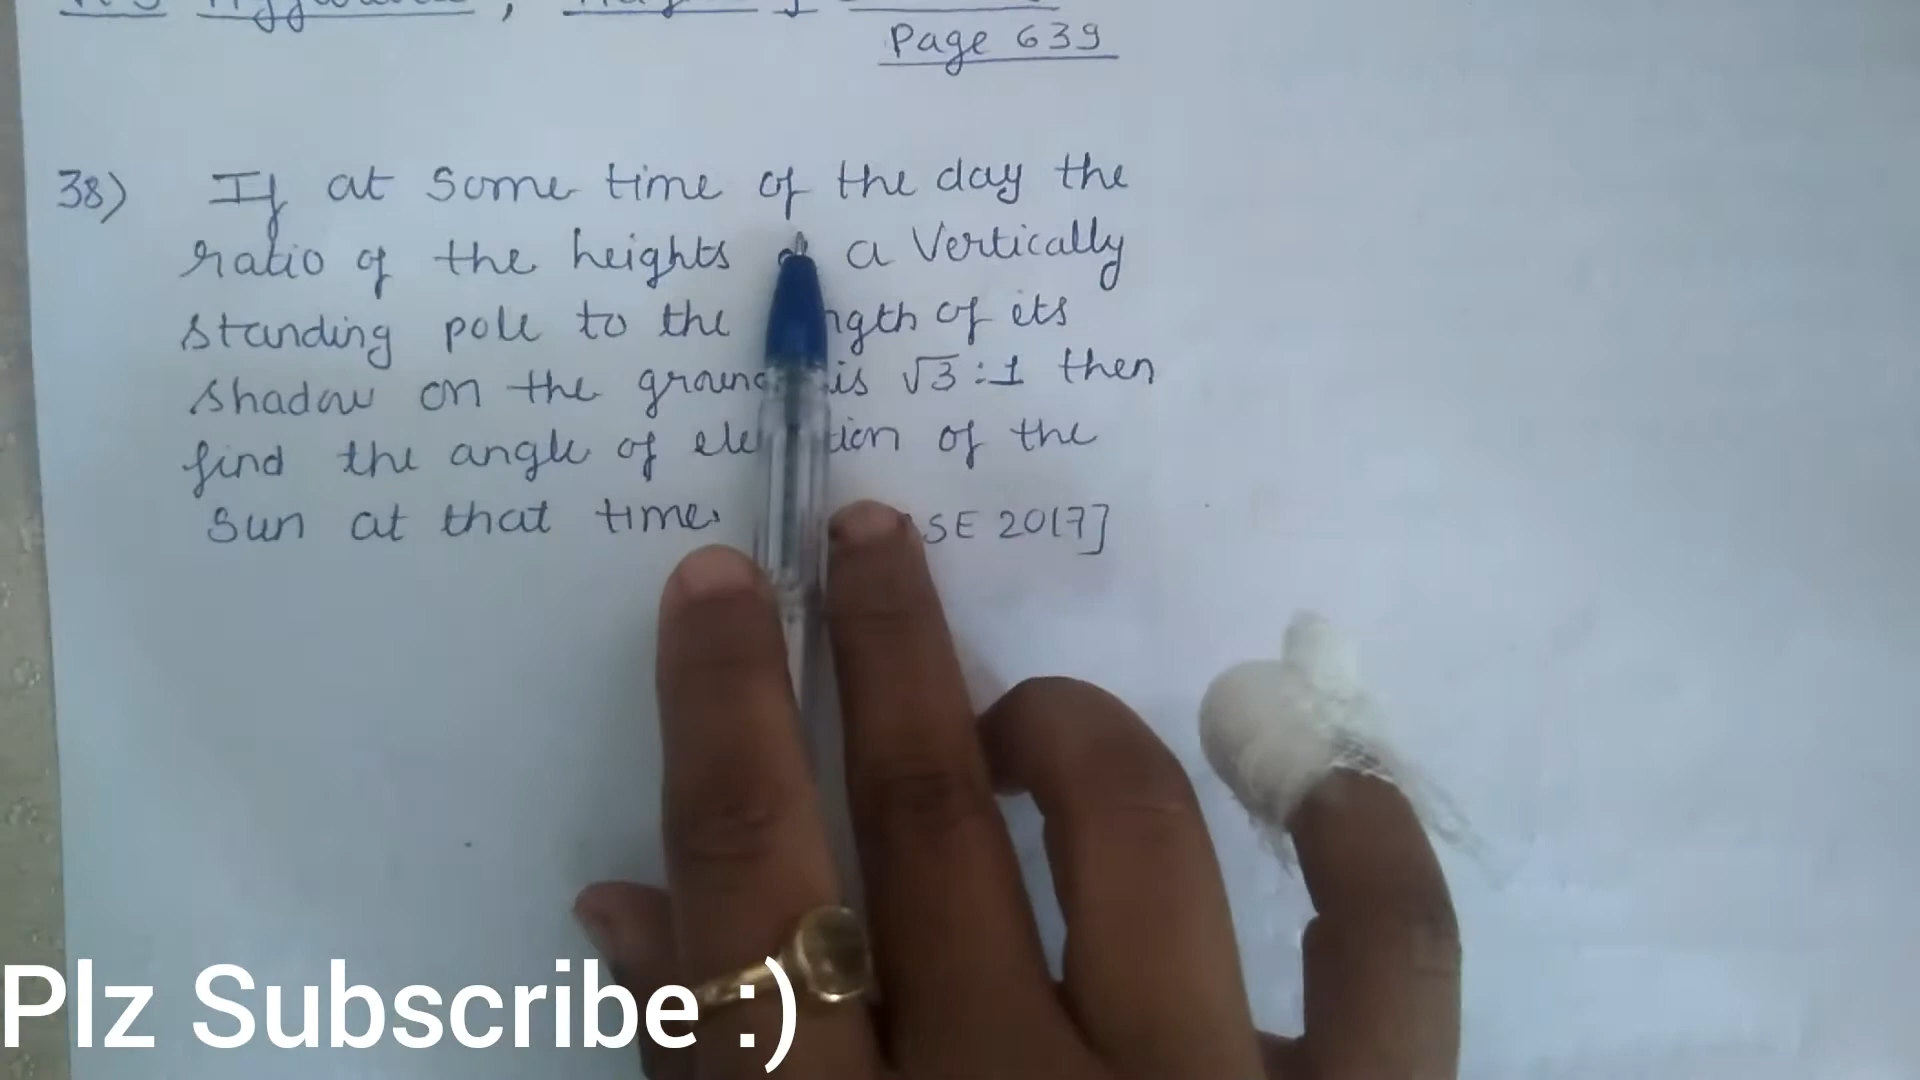 Page 639
38) If at some time of the day the
ratio of the heights a vertically
standing pole to the of its
shadow on the is √3:1 then
find the angle of of the
sun at that time. 2017]
Plz Subscribe :)